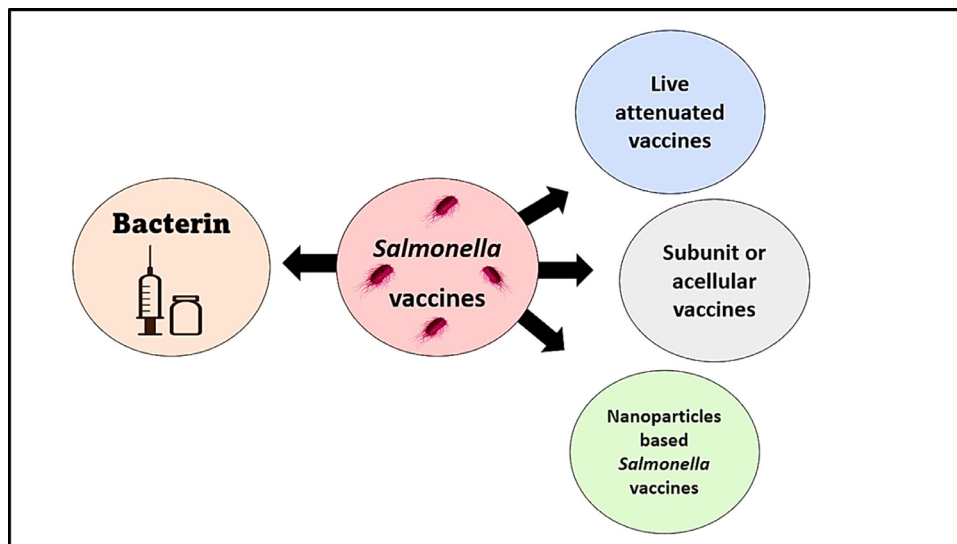 Bacterin
Salmonella
vaccines
Live
attenuated
vaccines
Subunit or
acellular
vaccines
Nanoparticles
based
Salmonella
vaccines